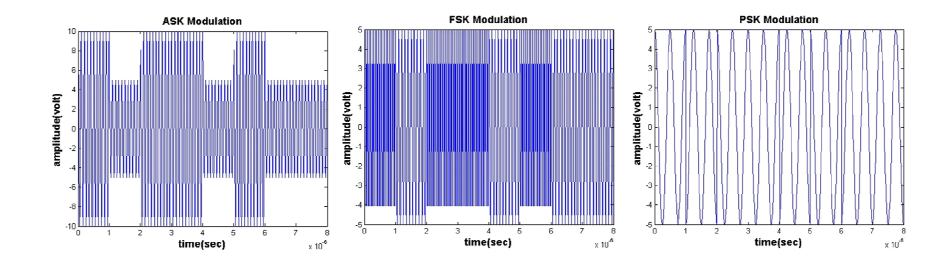 ASK Modulation
amplitude(volt)
10
8
6
4
2
0
-2
-4
-6
-8
-10
0 1 2 3 4 5 6 7 8
time(sec)
x 10⁻⁶
FSK Modulation
amplitude(volt)
5
4
3
2
1
0
-1
-2
-3
-4
-5
0 1 2 3 4 5 6 7 8
time(sec)
x 10⁻⁶
PSK Modulation
amplitude(volt)
5
4
3
2
1
0
-1
-2
-3
-4
-5
0 1 2 3 4 5 6 7 8
time(sec)
x 10⁻⁶